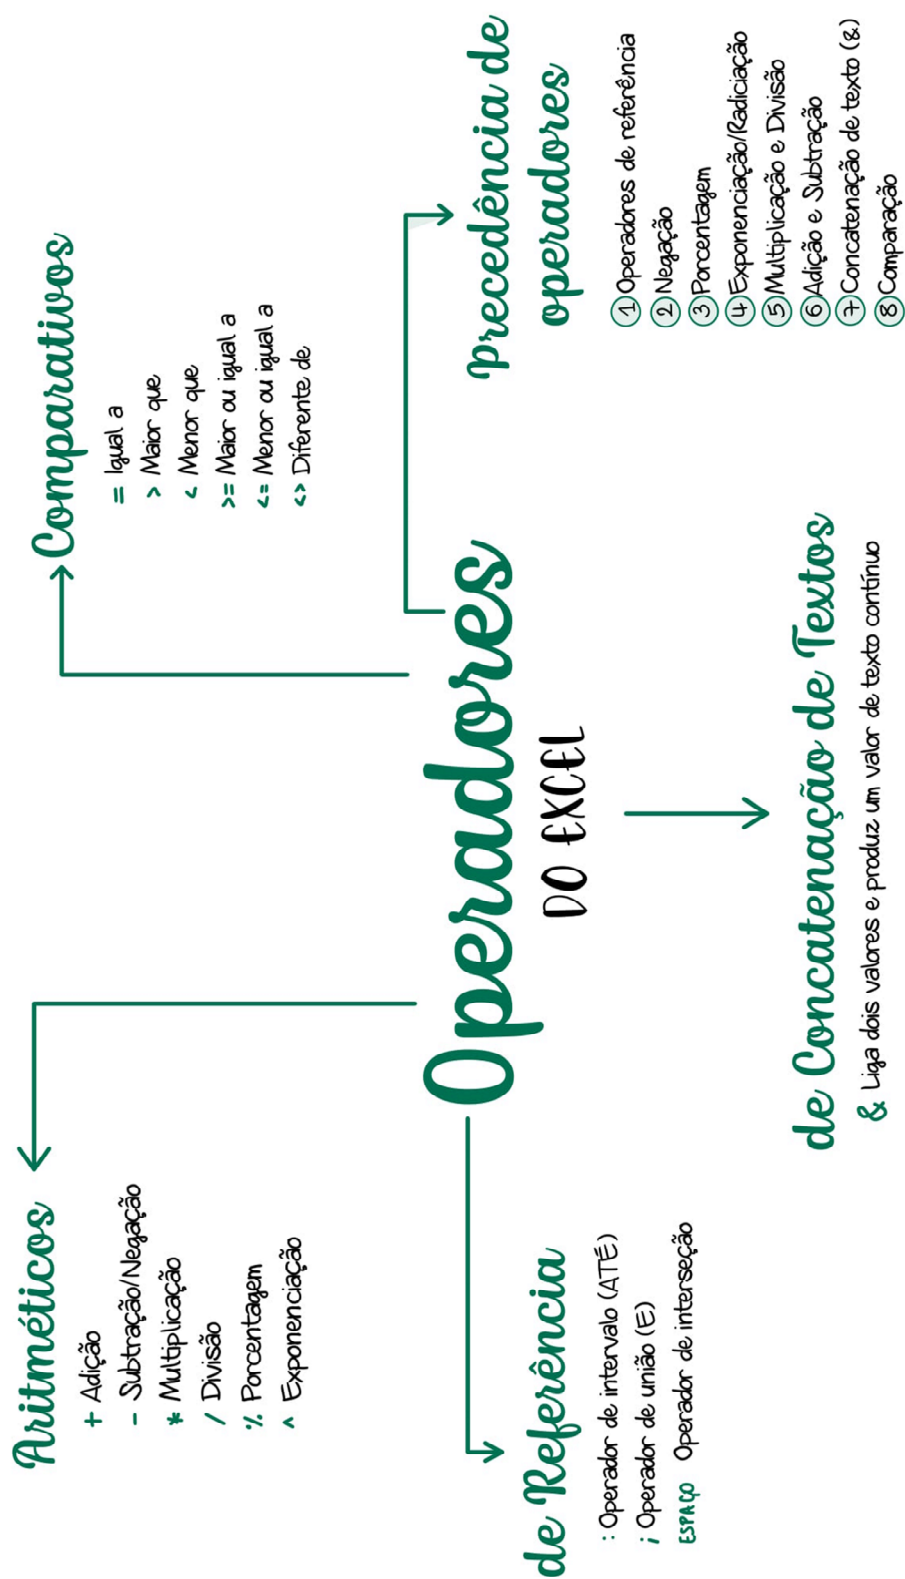 Aritméticos
+ Adição
- Subtração/Negação
* Multiplicação
/ Divisão
% Porcentagem
^ Exponenciação
Comparativos
= Igual a
> Maior que
< Menor que
>= Maior ou igual a
<= Menor ou igual a
<> Diferente de
Operadores
DO EXCEL
de Referência
: Operador de intervalo (ATÉ)
; Operador de união (E)
ESPAÇO Operador de interseção
Precedência de
operadores
1 Operadores de referência
2 Negação
3 Porcentagem
4 Exponenciação/Radiciação
5 Multiplicação e Divisão
6 Adição e Subtração
7 Concatenação de texto (&)
8 Comparação
de Concatenação de Textos
& Liga dois valores e produz um valor de texto contínuo